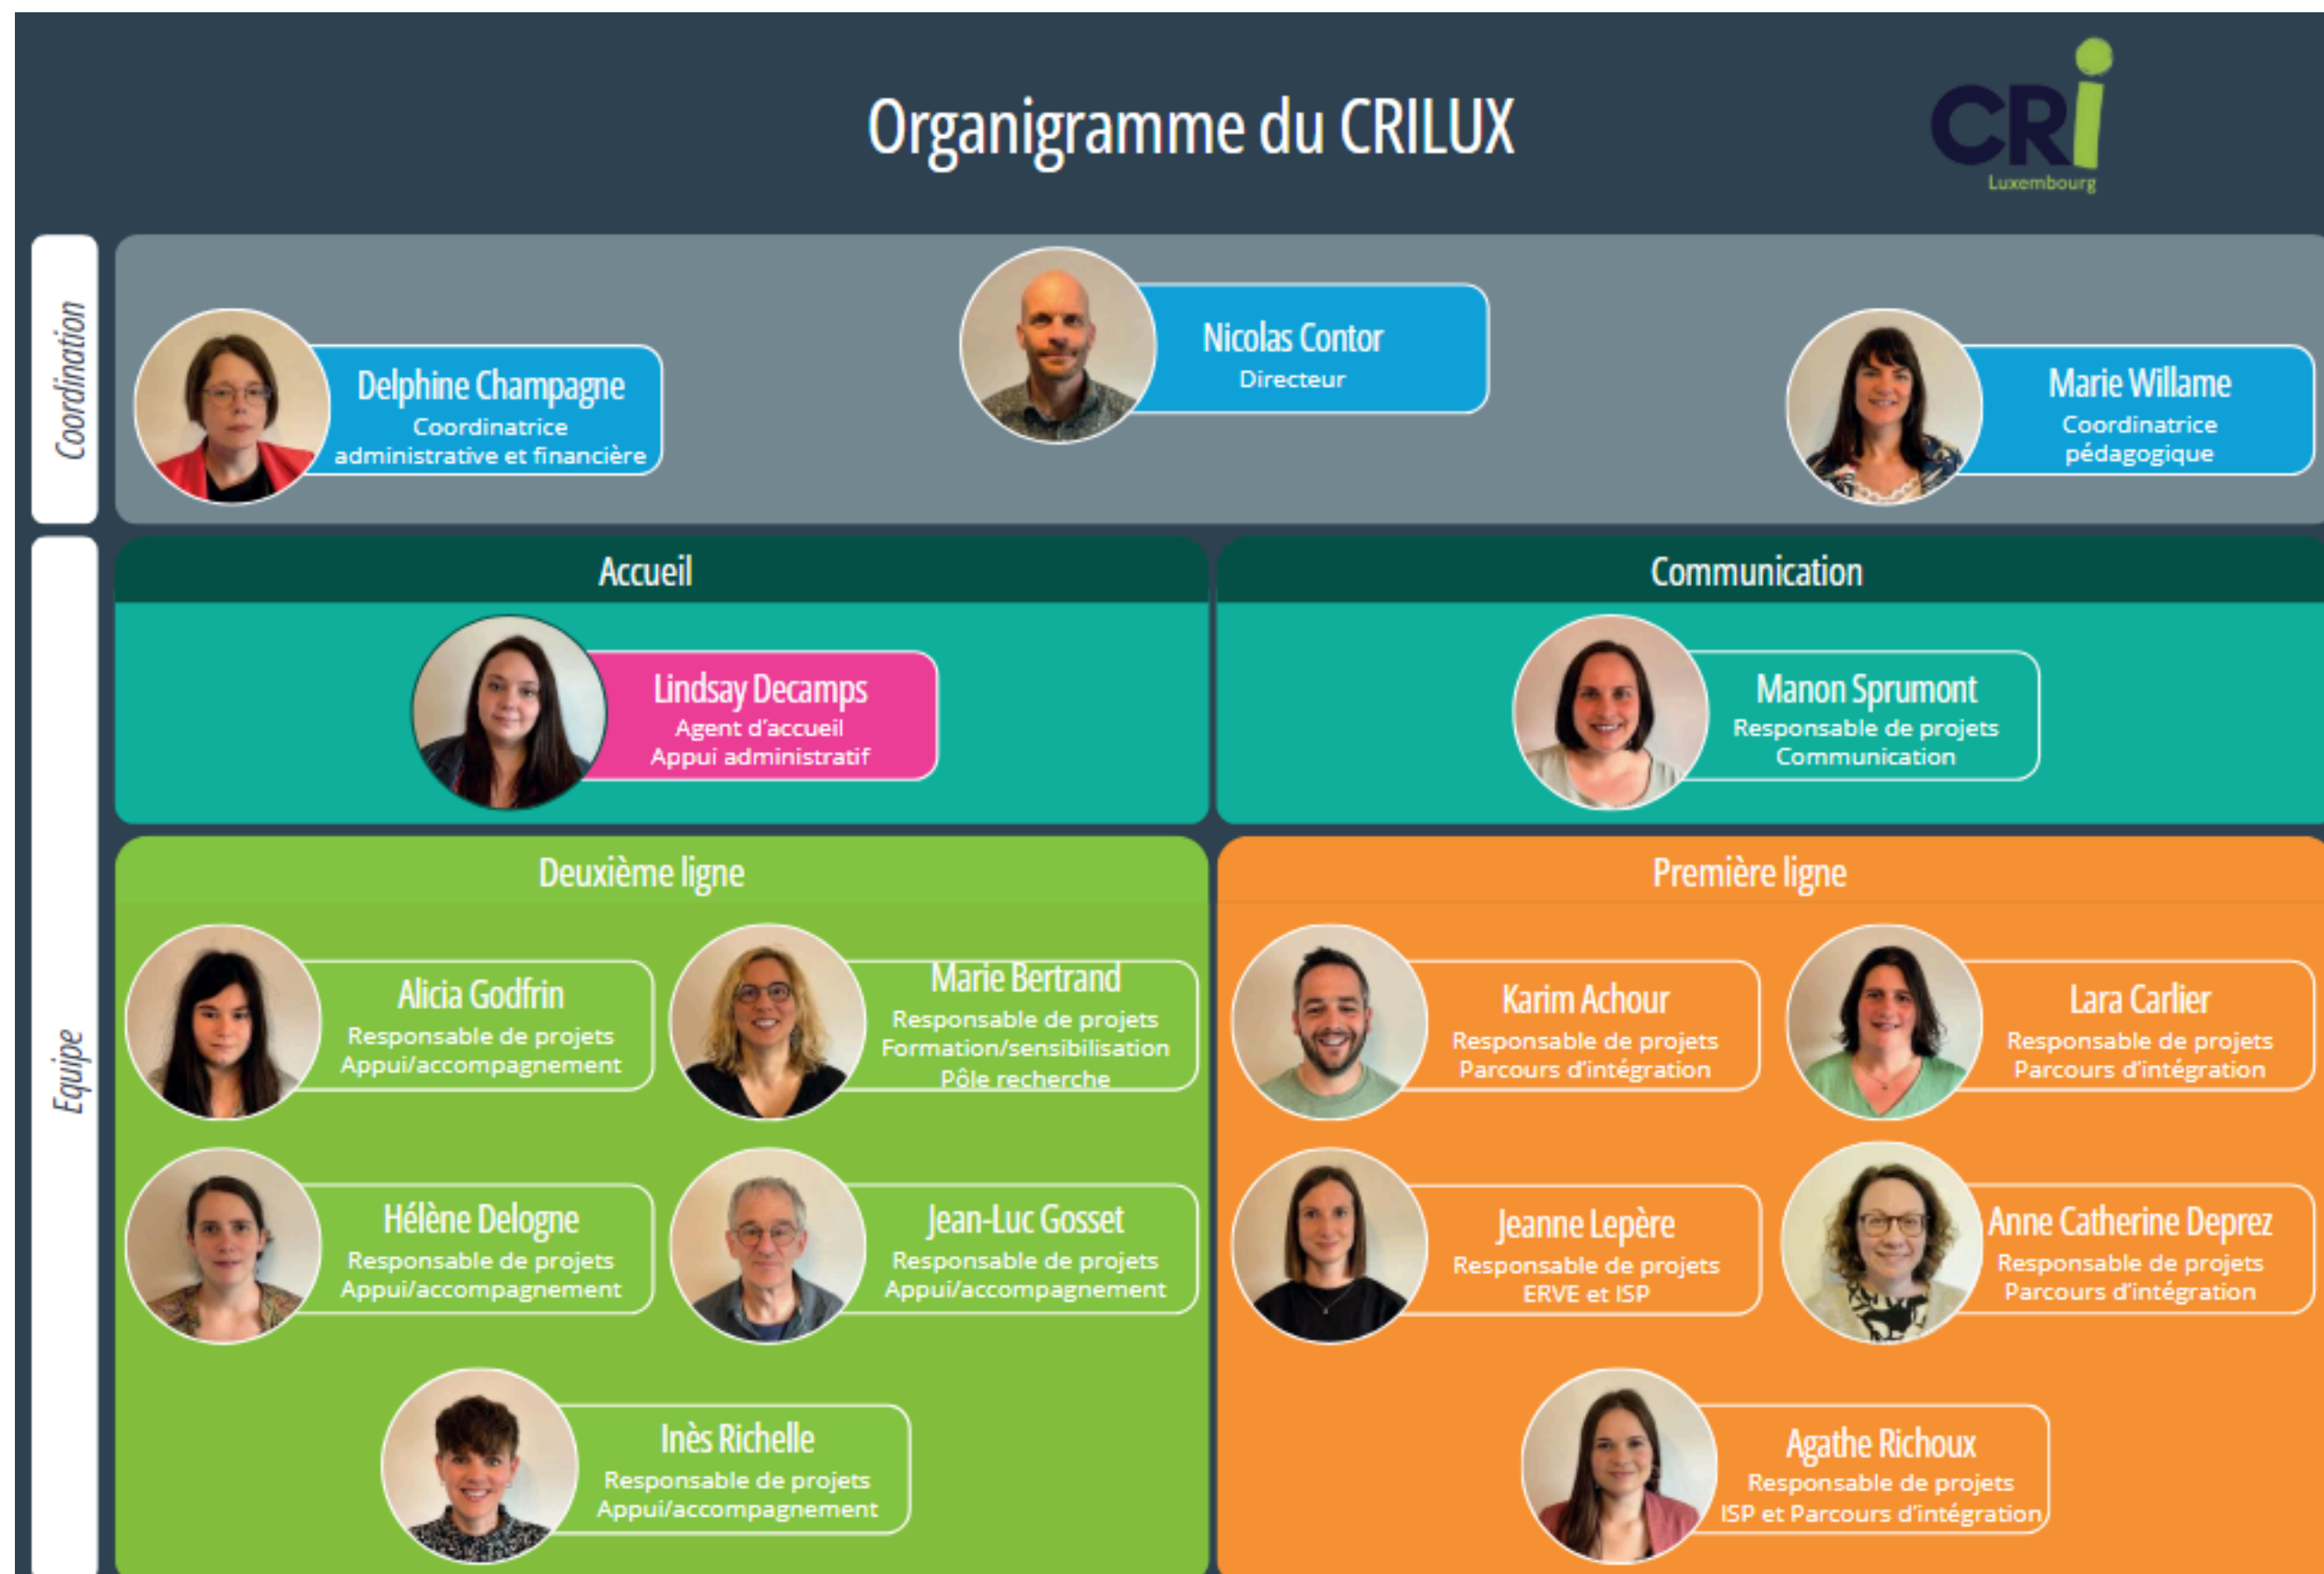 Organigramme du CRILUX
CRi
Luxembourg
Coordination
Nicolas Contor
Directeur
Delphine Champagne
Coordinatrice
administrative et financière
Marie Willame
Coordinatrice
pédagogique
Equipe
Accueil
Lindsay Decamps
Agent d'accueil
Appui administratif
Communication
Manon Sprumont
Responsable de projets
Communication
Deuxième ligne
Alicia Godfrin
Responsable de projets
Appui/accompagnement
Marie Bertrand
Responsable de projets
Formation/sensibilisation
Pôle recherche
Hélène Delogne
Responsable de projets
Appui/accompagnement
Jean-Luc Gosset
Responsable de projets
Appui/accompagnement
Inès Richelle
Responsable de projets
Appui/accompagnement
Première ligne
Karim Achour
Responsable de projets
Parcours d'intégration
Lara Carlier
Responsable de projets
Parcours d'intégration
Jeanne Lepère
Responsable de projets
ERVE et ISP
Anne Catherine Deprez
Responsable de projets
Parcours d'intégration
Agathe Richoux
Responsable de projets
ISP et Parcours d'intégration